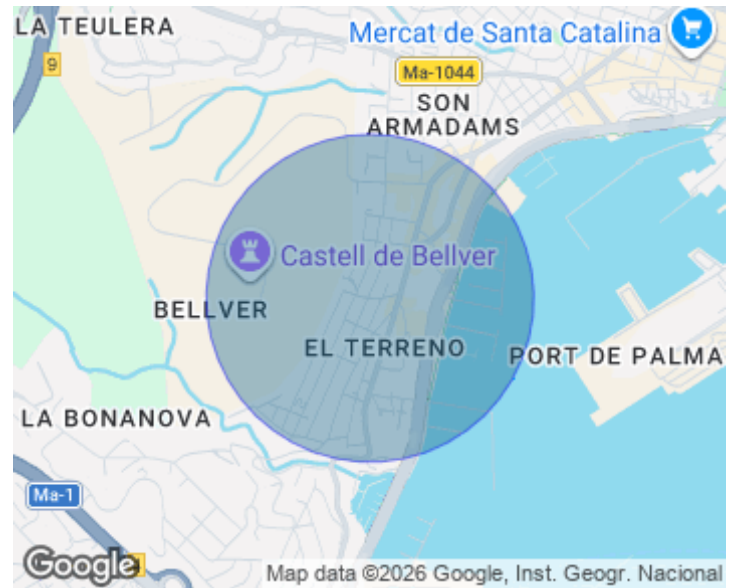 LA TEULERA
Mercat de Santa Catalina
9
Ma-1044
SON
ARMADAMS
Castell de Bellver
BELLVER
EL TERRENO
PORT DE PALMA
LA BONANOVA
Ma-1
Google
Map data ©2026 Google, Inst. Geogr. Nacional